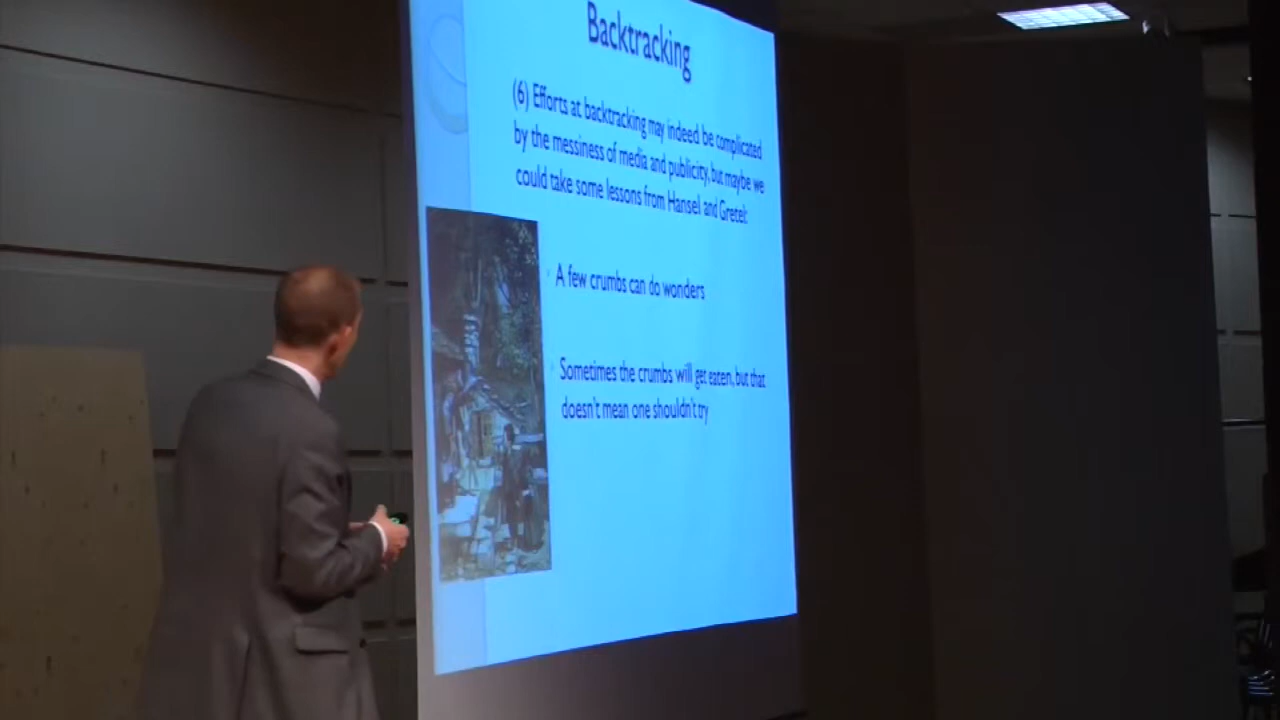 Backtracking
(6) Efforts at backtracking may indeed be complicated
by the messiness of media and publicity, but maybe we
could take some lessons from Hansel and Gretel:
A few crumbs can do wonders
Sometimes the crumbs will get eaten, but that
doesn't mean one shouldn't try